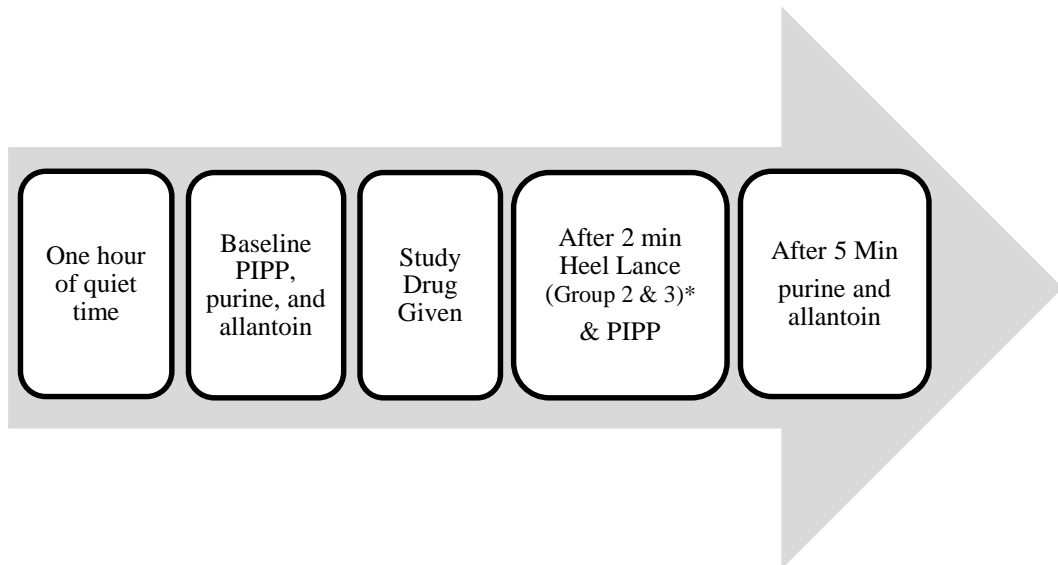 One hour
of quiet
time
Baseline
PIPP,
purine, and
allantoin
Study
Drug
Given
After 2 min
Heel Lance
(Group 2 & 3)*
& PIPP
After 5 Min
purine and
allantoin